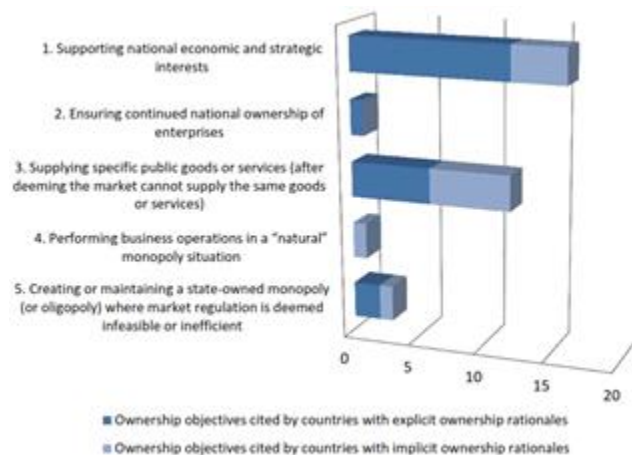 1. Supporting national economic and strategic
interests
2. Ensuring continued national ownership of
enterprises
3. Supplying specific public goods or services (after
deeming the market cannot supply the same goods
or services)
4. Performing business operations in a "natural"
monopoly situation
5. Creating or maintaining a state-owned monopoly
(or oligopoly) where market regulation is deemed
infeasible or inefficient
0 5 10 15 20
Ownership objectives cited by countries with explicit ownership rationales
Ownership objectives cited by countries with implicit ownership rationales